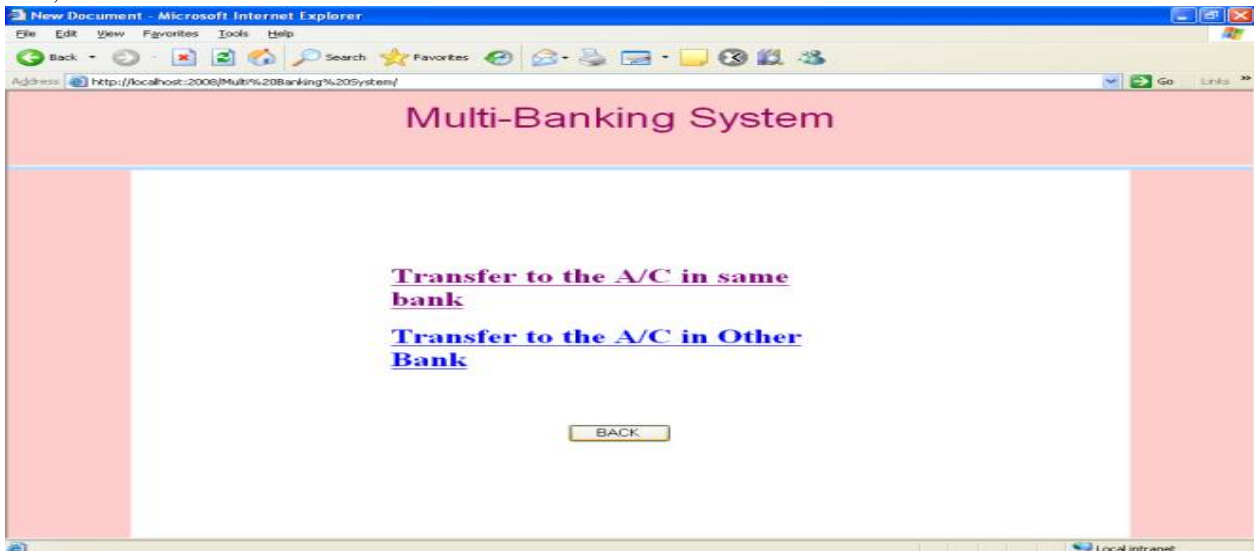 New Document - Microsoft Internet Explorer
File Edit View Favorites Tools Help
Back Search Favorites
Address http://localhost:2008/Multi%20Banking%20System/ Go Links »
Multi-Banking System
Transfer to the A/C in same
bank
Transfer to the A/C in Other
Bank
BACK
Local intranet